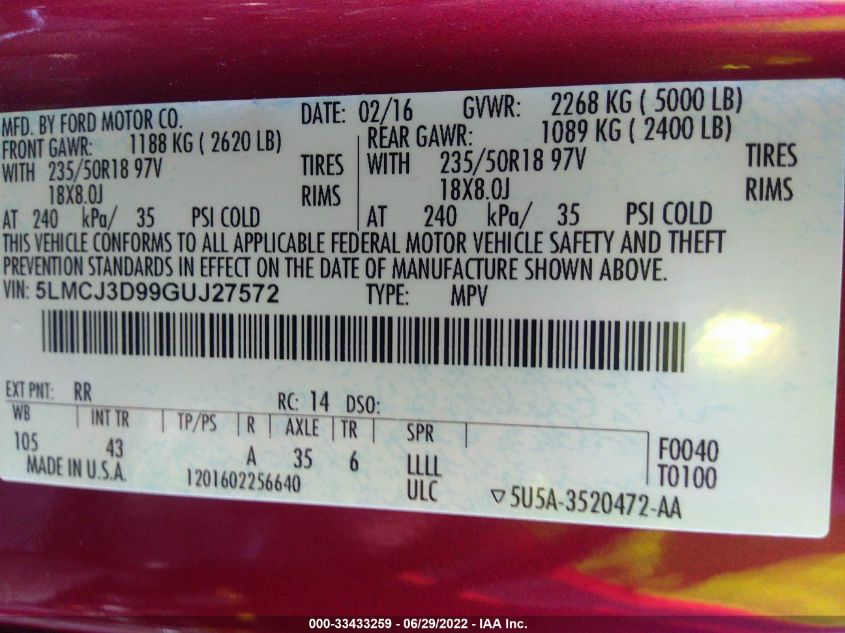 MFD. BY FORD MOTOR CO. DATE: 02/16 GVWR: 2268 KG ( 5000 LB)
FRONT GAWR: 1188 KG ( 2620 LB) REAR GAWR: 1089 KG ( 2400 LB)
WITH 235/50R18 97V TIRES WITH 235/50R18 97V TIRES
18X8.0J RIMS 18X8.0J RIMS
AT 240 kPa/ 35 PSI COLD AT 240 kPa/ 35 PSI COLD
THIS VEHICLE CONFORMS TO ALL APPLICABLE FEDERAL MOTOR VEHICLE SAFETY AND THEFT
PREVENTION STANDARDS IN EFFECT ON THE DATE OF MANUFACTURE SHOWN ABOVE.
VIN: 5LMCJ3D99GUJ27572 TYPE: MPV
EXT PNT: RR RC: 14 DSO:
WB INT TR TP/PS R AXLE TR SPR
105 43 A 35 6 LLLL F0040
MADE IN U.S.A. 1201602256640 ULC T0100
▽5U5A-3520472-AA
000-33433259 - 06/29/2022 - IAA Inc.